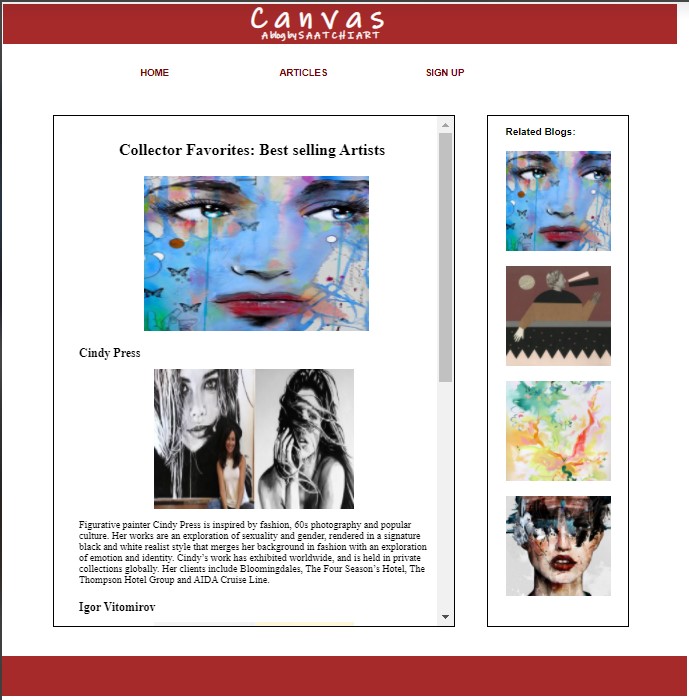 Canvas
A blog by SAATCHI ART
HOME ARTICLES SIGN UP
Collector Favorites: Best selling Artists
Cindy Press
Figurative painter Cindy Press is inspired by fashion, 60s photography and popular
culture. Her works are an exploration of sexuality and gender, rendered in a signature
black and white realist style that merges her background in fashion with an exploration
of emotion and identity. Cindy’s work has exhibited worldwide, and is held in private
collections globally. Her clients include Bloomingdales, The Four Season’s Hotel, The
Thompson Hotel Group and AIDA Cruise Line.
Igor Vitomirov
Related Blogs: